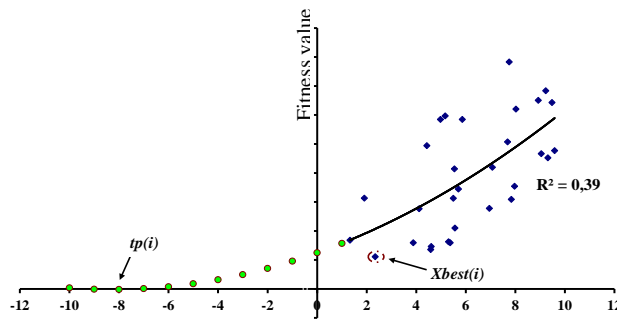 Fitness value
R² = 0,39
tp(i)
Xbest(i)
-12 -10 -8 -6 -4 -2 0 2 4 6 8 10 12